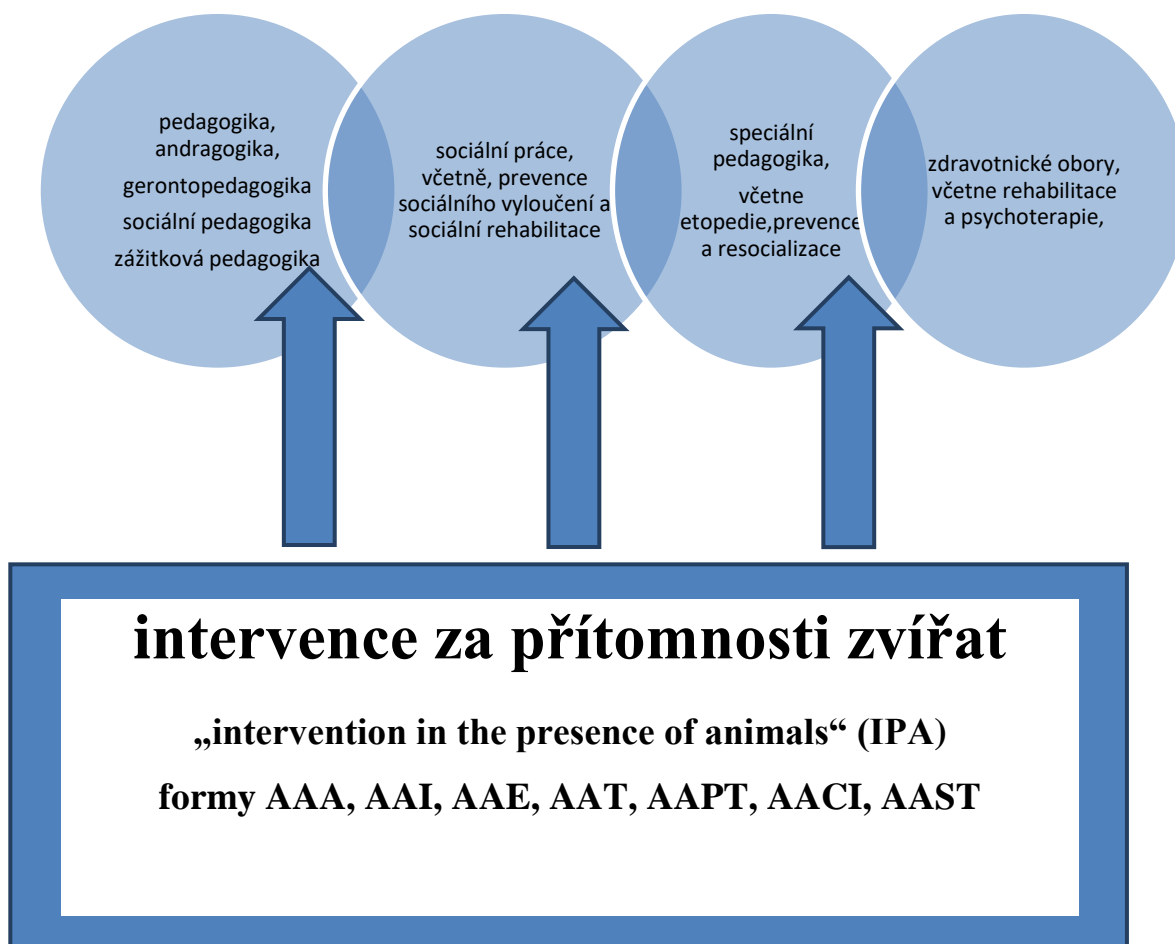 pedagogika,
andragogika,
gerontopedagogika
sociální pedagogika
zážitková pedagogika
sociální práce,
včetně, prevence
sociálního vyloučení a
sociální rehabilitace
speciální
pedagogika,
včetne
etopedie,prevence
a resocializace
zdravotnické obory,
včetne rehabilitace
a psychoterapie,
intervence za přítomnosti zvířat
„intervention in the presence of animals“ (IPA)
formy AAA, AAI, AAE, AAT, AAPT, AACI, AAST